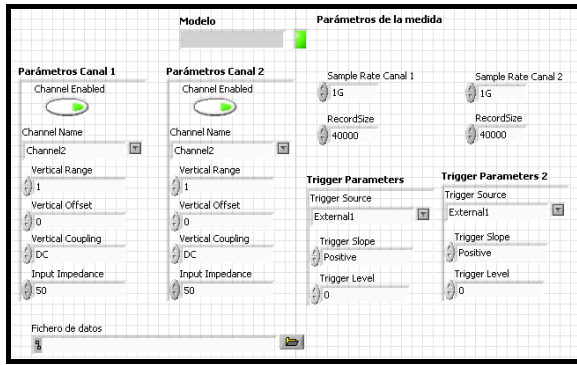 Modelo
Parámetros de la medida
Parámetros Canal 1
Channel Enabled
Channel Name
Channel2
Vertical Range
1
Vertical Offset
0
Vertical Coupling
DC
Input Impedance
50
Parámetros Canal 2
Channel Enabled
Channel Name
Channel2
Vertical Range
1
Vertical Offset
0
Vertical Coupling
DC
Input Impedance
50
Sample Rate Canal 1
1G
RecordSize
40000
Sample Rate Canal 2
1G
RecordSize
40000
Trigger Parameters
Trigger Source
External1
Trigger Slope
Positive
Trigger Level
0
Trigger Parameters 2
Trigger Source
External1
Trigger Slope
Positive
Trigger Level
0
Fichero de datos